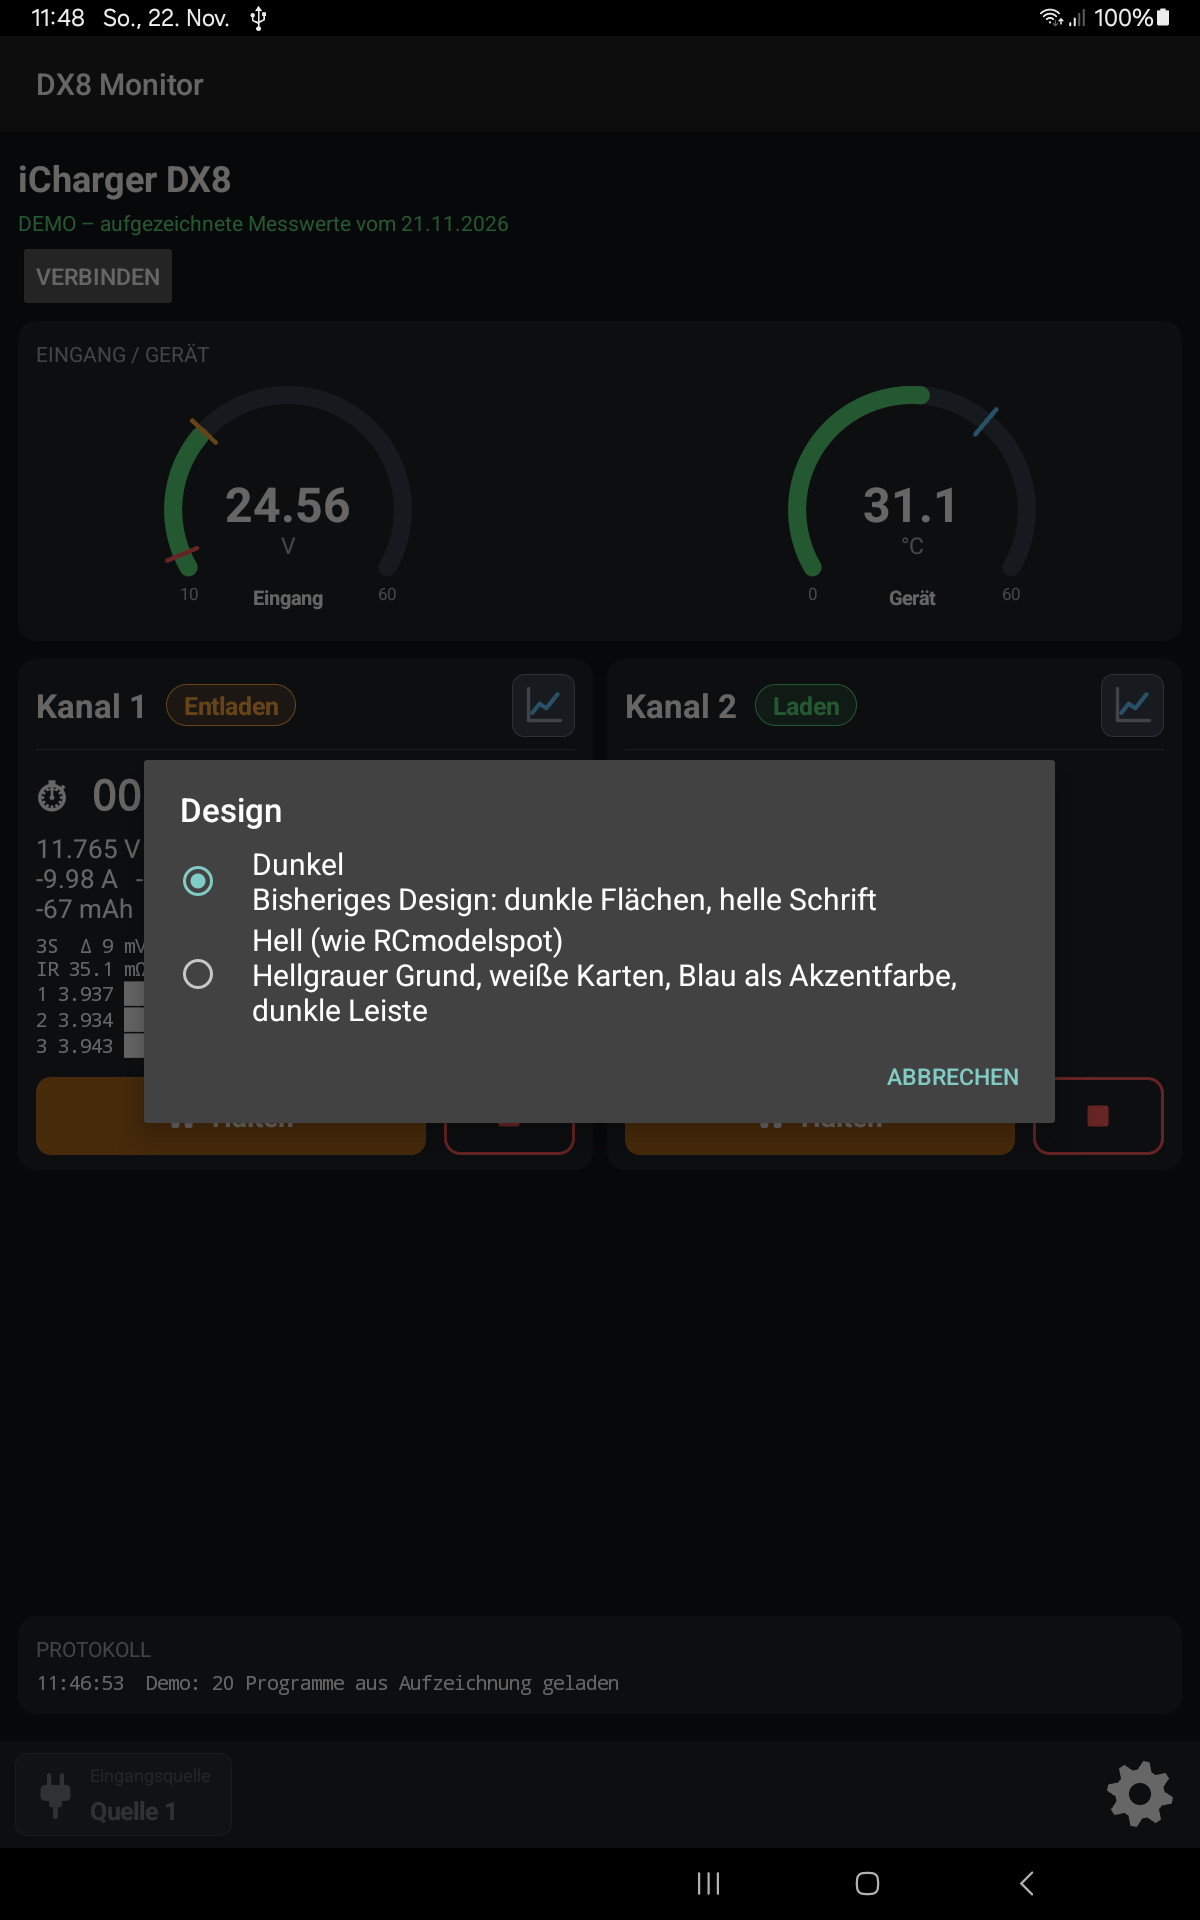 11:48 So., 22. Nov. 100%
DX8 Monitor
iCharger DX8
DEMO – aufgezeichnete Messwerte vom 21.11.2026
VERBINDEN
EINGANG / GERÄT
24.56 31.1
V °C
10 Eingang 60 0 Gerät 60
Kanal 1 Entladen Kanal 2 Laden
00
11.765 V
-9.98 A -
-67 mAh
3S Δ 9 mV
IR 35.1 mΩ
1 3.937
2 3.934
3 3.943
Design
Dunkel
Bisheriges Design: dunkle Flächen, helle Schrift
Hell (wie RCmodelspot)
Hellgrauer Grund, weiße Karten, Blau als Akzentfarbe,
dunkle Leiste
ABBRECHEN
Halten Halten
PROTOKOLL
11:46:53 Demo: 20 Programme aus Aufzeichnung geladen
Eingangsquelle
Quelle 1